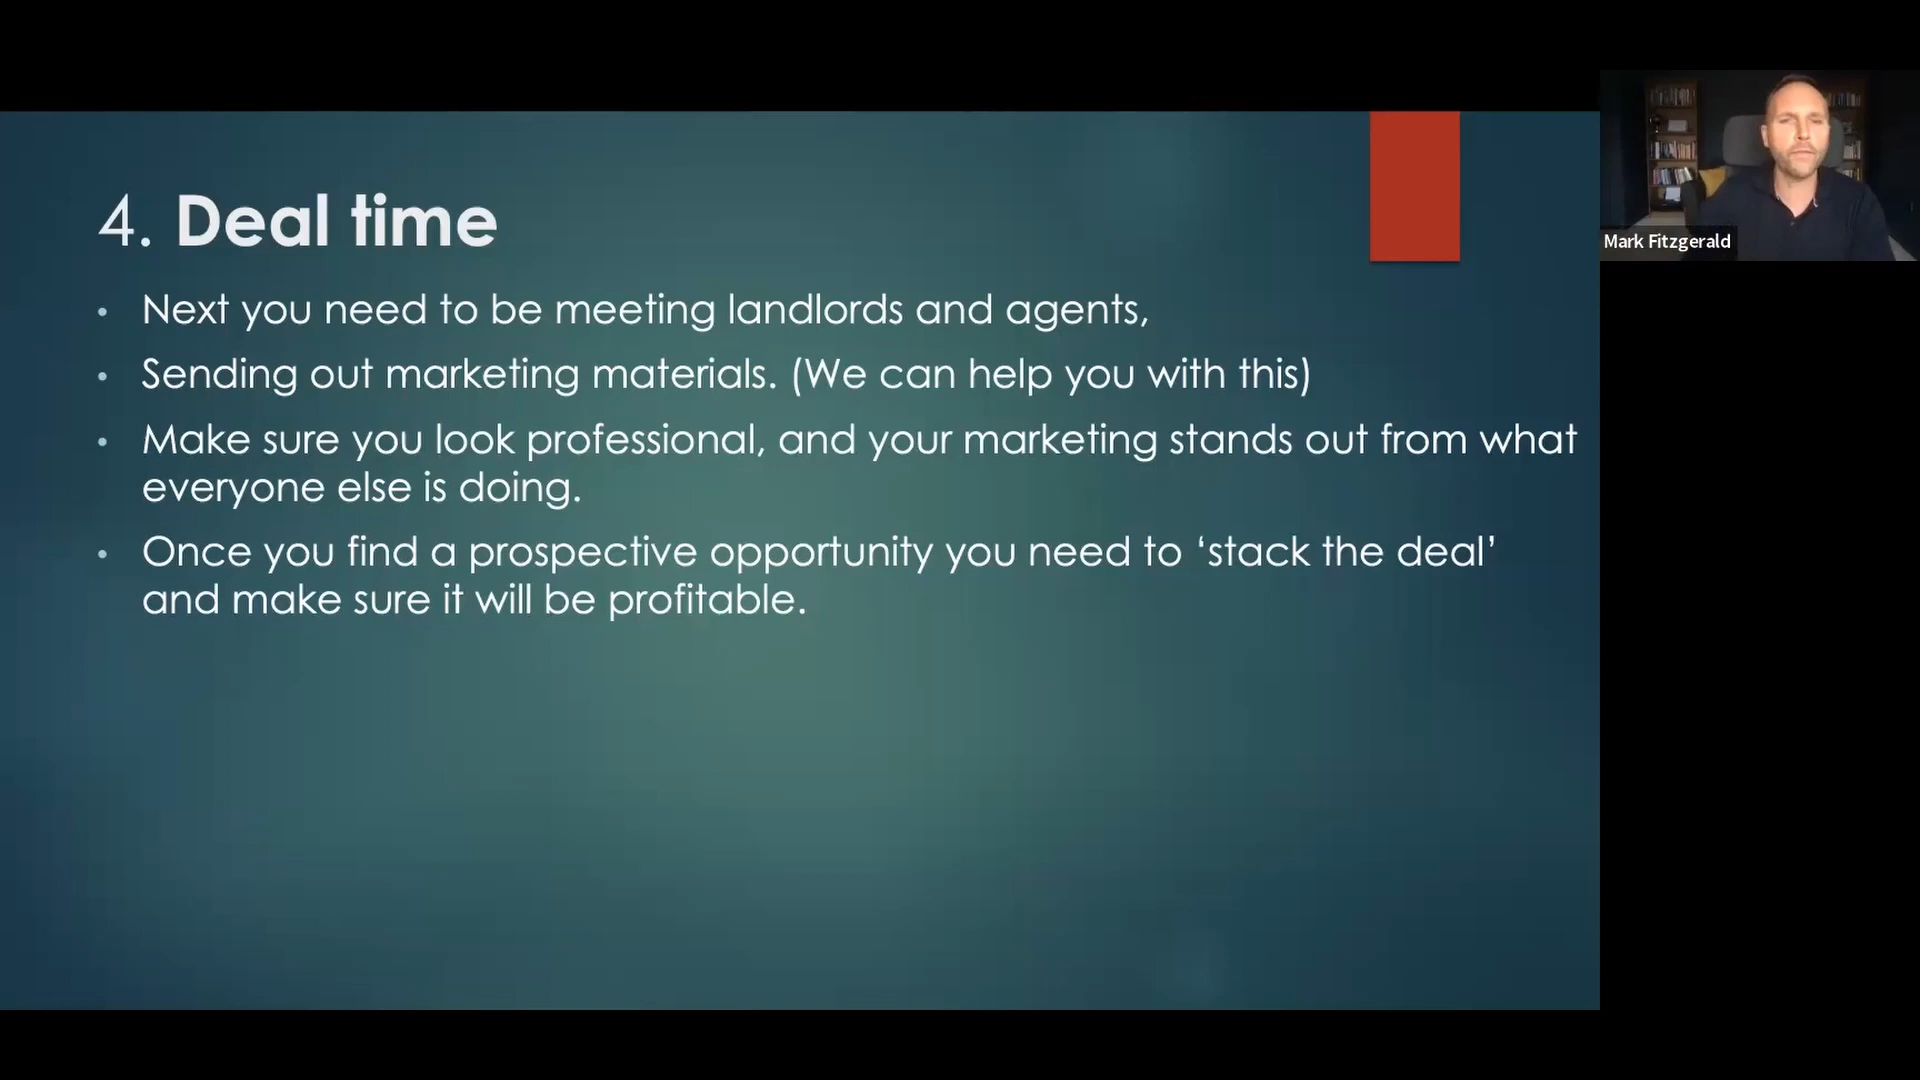 4. Deal time
• Next you need to be meeting landlords and agents,
• Sending out marketing materials. (We can help you with this)
• Make sure you look professional, and your marketing stands out from what
everyone else is doing.
• Once you find a prospective opportunity you need to ‘stack the deal’
and make sure it will be profitable.
Mark Fitzgerald